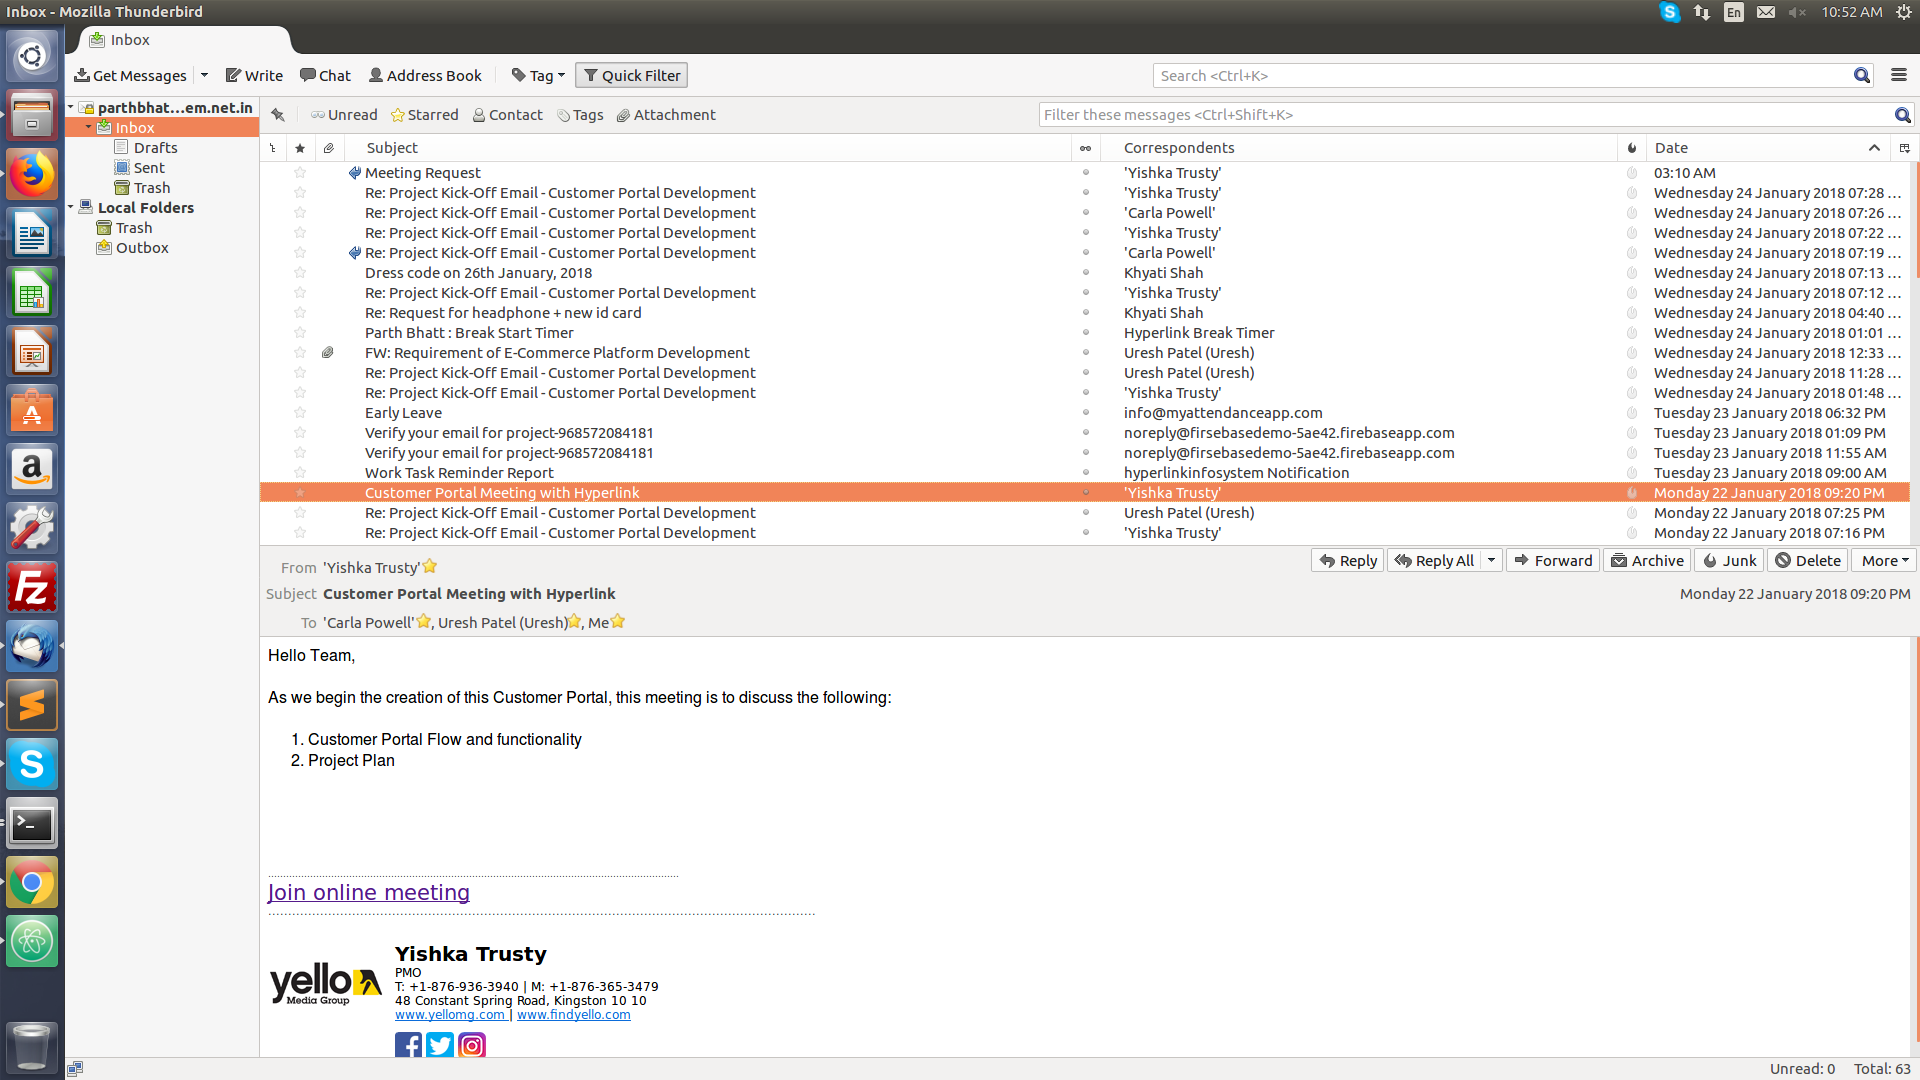 Inbox - Mozilla Thunderbird
En
10:52 AM
Inbox
Get Messages
Write
Chat
Address Book
Tag
Quick Filter
Search <Ctrl+K>
parthbhat...em.net.in
Inbox
Drafts
Sent
Trash
Local Folders
Trash
Outbox
Unread
Starred
Contact
Tags
Attachment
Filter these messages <Ctrl+Shift+K>
Subject Correspondents Date
Meeting Request 'Yishka Trusty' 03:10 AM
Re: Project Kick-Off Email - Customer Portal Development 'Yishka Trusty' Wednesday 24 January 2018 07:28 ...
Re: Project Kick-Off Email - Customer Portal Development 'Carla Powell' Wednesday 24 January 2018 07:26 ...
Re: Project Kick-Off Email - Customer Portal Development 'Yishka Trusty' Wednesday 24 January 2018 07:22 ...
Re: Project Kick-Off Email - Customer Portal Development 'Carla Powell' Wednesday 24 January 2018 07:19 ...
Dress code on 26th January, 2018 Khyati Shah Wednesday 24 January 2018 07:13 ...
Re: Project Kick-Off Email - Customer Portal Development 'Yishka Trusty' Wednesday 24 January 2018 07:12 ...
Re: Request for headphone + new id card Khyati Shah Wednesday 24 January 2018 04:40 ...
Parth Bhatt : Break Start Timer Hyperlink Break Timer Wednesday 24 January 2018 01:01 ...
FW: Requirement of E-Commerce Platform Development Uresh Patel (Uresh) Wednesday 24 January 2018 12:33 ...
Re: Project Kick-Off Email - Customer Portal Development Uresh Patel (Uresh) Wednesday 24 January 2018 11:28 ...
Re: Project Kick-Off Email - Customer Portal Development 'Yishka Trusty' Wednesday 24 January 2018 01:48 ...
Early Leave info@myattendanceapp.com Tuesday 23 January 2018 06:32 PM
Verify your email for project-968572084181 noreply@firsebasedemo-5ae42.firebaseapp.com Tuesday 23 January 2018 01:09 PM
Verify your email for project-968572084181 noreply@firsebasedemo-5ae42.firebaseapp.com Tuesday 23 January 2018 11:55 AM
Work Task Reminder Report hyperlinkinfosystem Notification Tuesday 23 January 2018 09:00 AM
Customer Portal Meeting with Hyperlink 'Yishka Trusty' Monday 22 January 2018 09:20 PM
Re: Project Kick-Off Email - Customer Portal Development Uresh Patel (Uresh) Monday 22 January 2018 07:25 PM
Re: Project Kick-Off Email - Customer Portal Development 'Yishka Trusty' Monday 22 January 2018 07:16 PM
From 'Yishka Trusty'
Reply Reply All Forward Archive Junk Delete More
Subject Customer Portal Meeting with Hyperlink Monday 22 January 2018 09:20 PM
To 'Carla Powell', Uresh Patel (Uresh), Me
Hello Team,
As we begin the creation of this Customer Portal, this meeting is to discuss the following:
1. Customer Portal Flow and functionality
2. Project Plan
Join online meeting
yello
Media Group
Yishka Trusty
PMO
T: +1-876-936-3940 | M: +1-876-365-3479
48 Constant Spring Road, Kingston 10 10
www.yellomg.com | www.findyello.com
Unread: 0 Total: 63